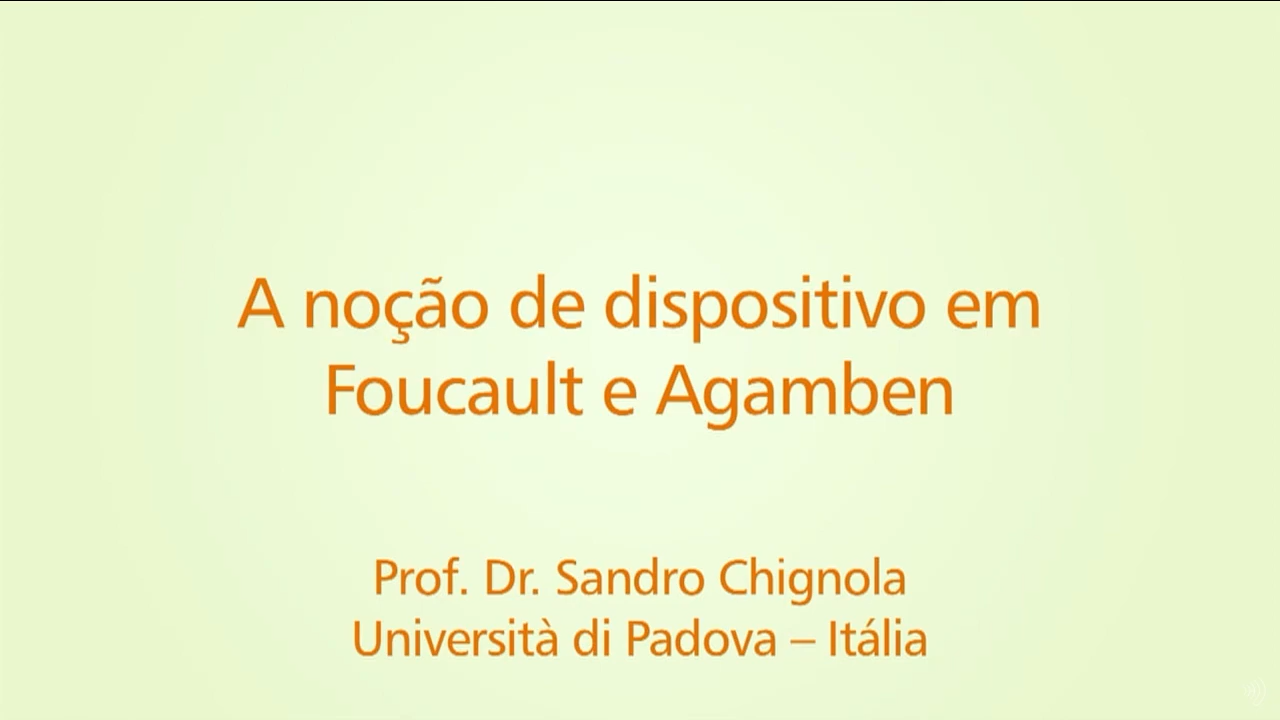 A noção de dispositivo em
Foucault e Agamben
Prof. Dr. Sandro Chignola
Università di Padova – Itália